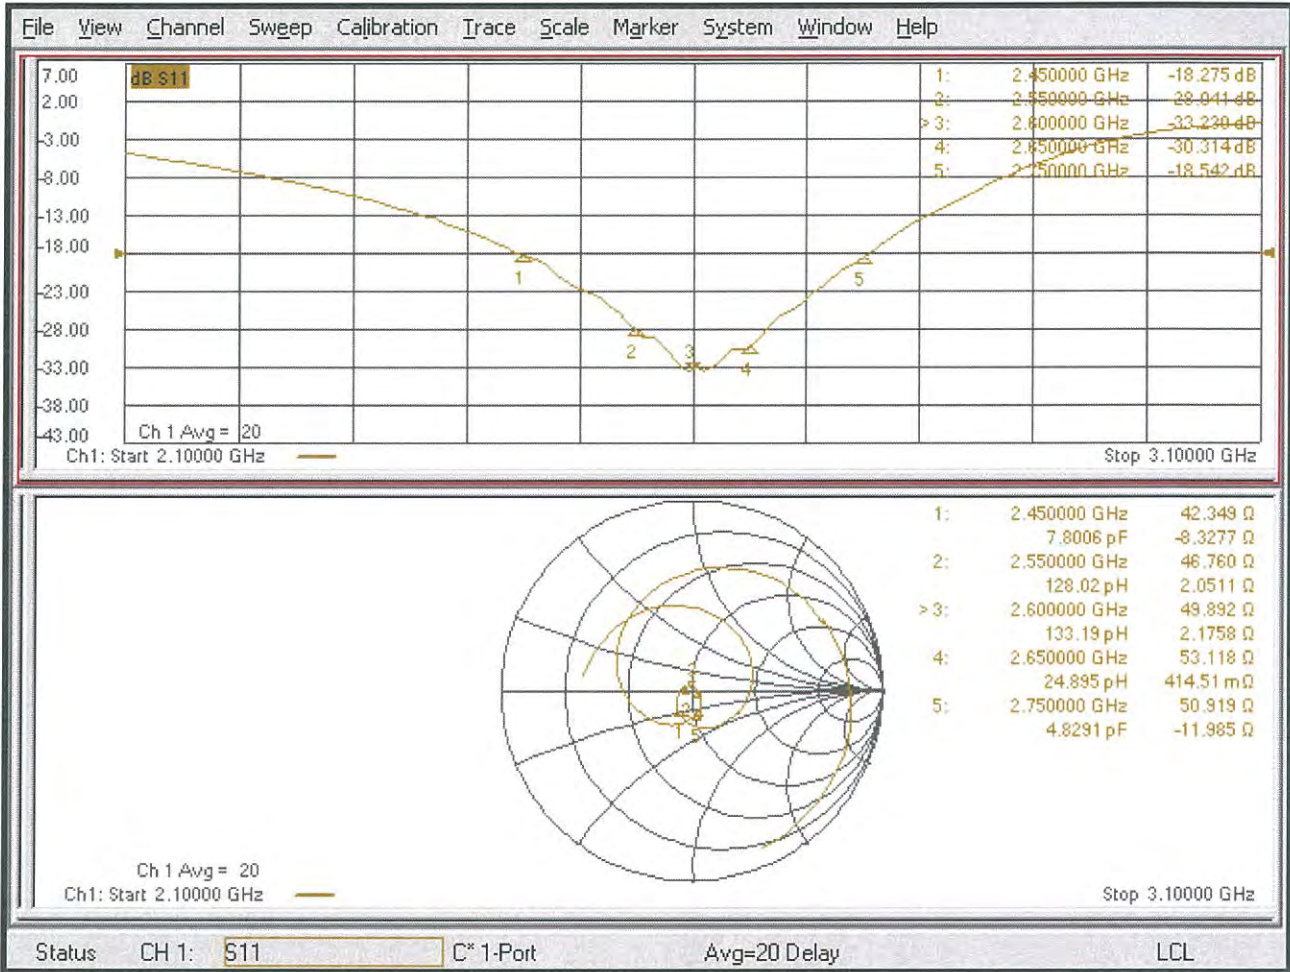 File View Channel Sweep Calibration Trace Scale Marker System Window Help
7.00
2.00
-3.00
-8.00
-13.00
-18.00
-23.00
-28.00
-33.00
-38.00
-43.00
dB S11
1: 2.450000 GHz -18.275 dB
2: 2.550000 GHz -28.041 dB
> 3: 2.600000 GHz -33.230 dB
4: 2.650000 GHz -30.314 dB
5: 2.750000 GHz -18.542 dB
1
2
3
4
5
Ch 1 Avg = 20
Ch1: Start 2.10000 GHz
Stop 3.10000 GHz
1: 2.450000 GHz 42.349 Ω
7.8006 pF -8.3277 Ω
2: 2.550000 GHz 46.760 Ω
128.02 pH 2.0511 Ω
> 3: 2.600000 GHz 49.892 Ω
133.19 pH 2.1758 Ω
4: 2.650000 GHz 53.118 Ω
24.895 pH 414.51 mΩ
5: 2.750000 GHz 50.919 Ω
4.8291 pF -11.985 Ω
1
5
Ch 1 Avg = 20
Ch1: Start 2.10000 GHz
Stop 3.10000 GHz
Status CH 1: S11 C* 1-Port Avg=20 Delay LCL